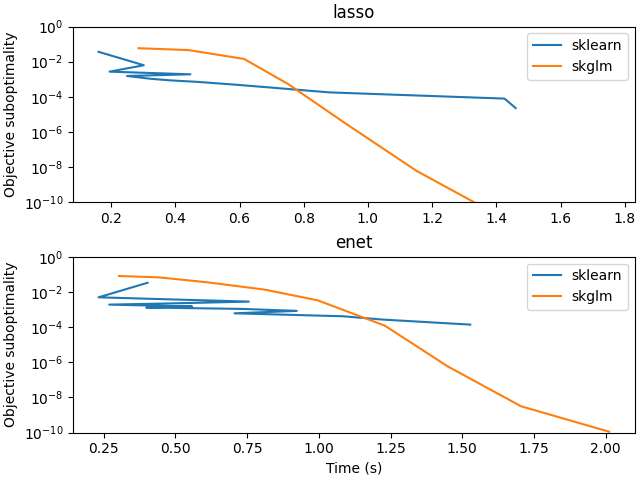 lasso
Objective suboptimality
10^0
10^-2
10^-4
10^-6
10^-8
10^-10
sklearn
skglm
0.2 0.4 0.6 0.8 1.0 1.2 1.4 1.6 1.8
enet
Objective suboptimality
10^0
10^-2
10^-4
10^-6
10^-8
10^-10
sklearn
skglm
0.25 0.50 0.75 1.00 1.25 1.50 1.75 2.00
Time (s)